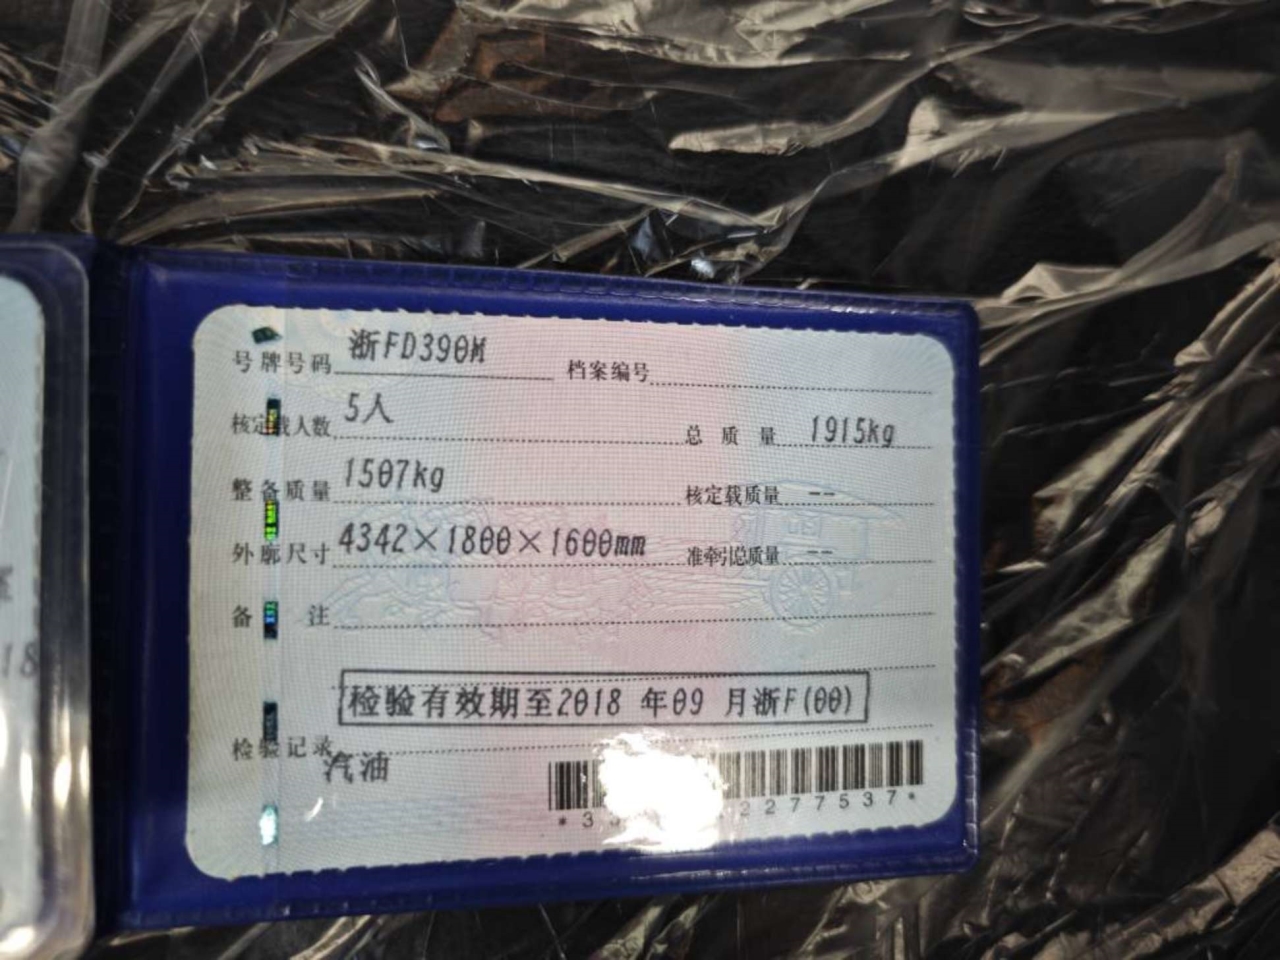 号牌号码 浙FD390M 档案编号
核定载人数 5人 总质量 1915kg
整备质量 1507kg 核定载质量 --
外廓尺寸 4342×1800×1600mm 准牵引总质量 --
备注
检验有效期至2018 年09 月浙F(00)
检验记录
汽油
2277537*
18